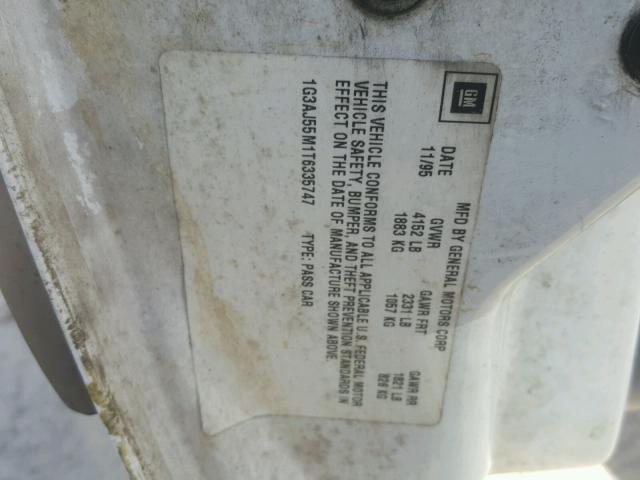 GM
MFD BY GENERAL MOTORS CORP
DATE GVWR GAWR FRT GAWR RR
11/95 4152 LB 2331 LB 1821 LB
1883 KG 1057 KG 826 KG
THIS VEHICLE CONFORMS TO ALL APPLICABLE U.S. FEDERAL MOTOR
VEHICLE SAFETY, BUMPER, AND THEFT PREVENTION STANDARDS IN
EFFECT ON THE DATE OF MANUFACTURE SHOWN ABOVE.
1G3AJ55M1T6335747 TYPE: PASS CAR